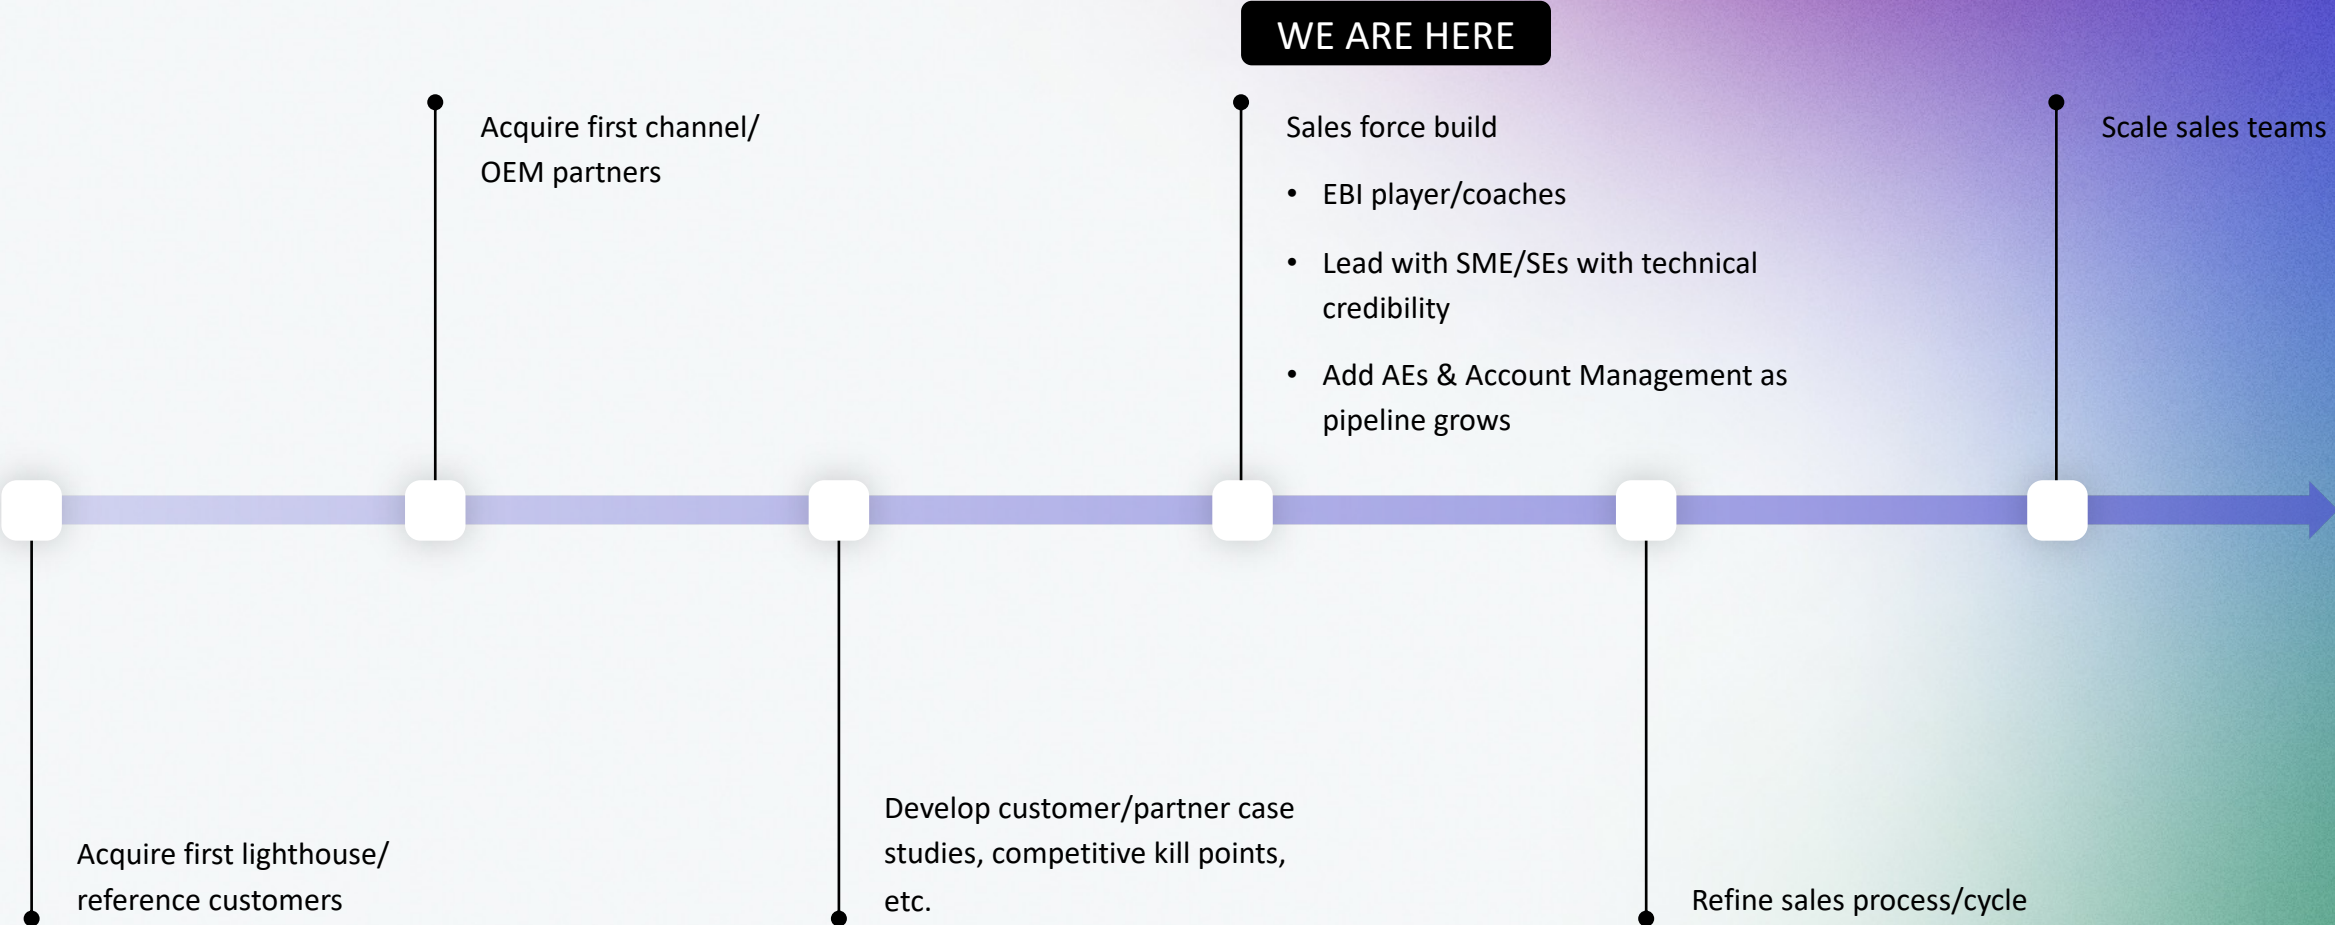 WE ARE HERE
Acquire first channel/
OEM partners
Sales force build
• EBI player/coaches
• Lead with SME/SEs with technical
credibility
• Add AEs & Account Management as
pipeline grows
Scale sales teams
Acquire first lighthouse/
reference customers
Develop customer/partner case
studies, competitive kill points,
etc.
Refine sales process/cycle